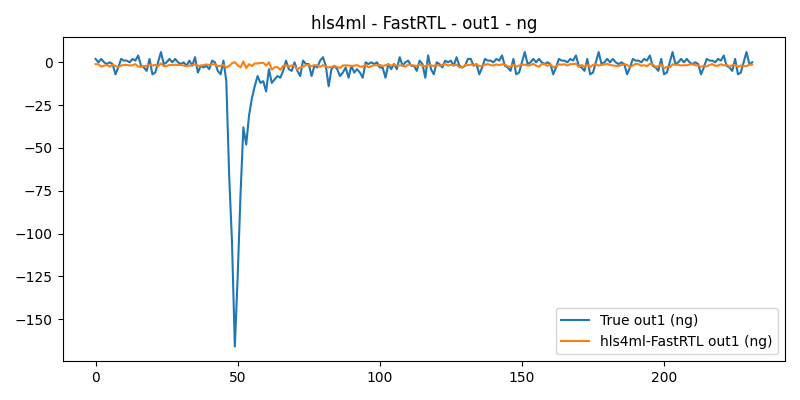 hls4ml - FastRTL - out1 - ng
0
−25
−50
−75
−100
−125
−150
True out1 (ng)
hls4ml-FastRTL out1 (ng)
0 50 100 150 200